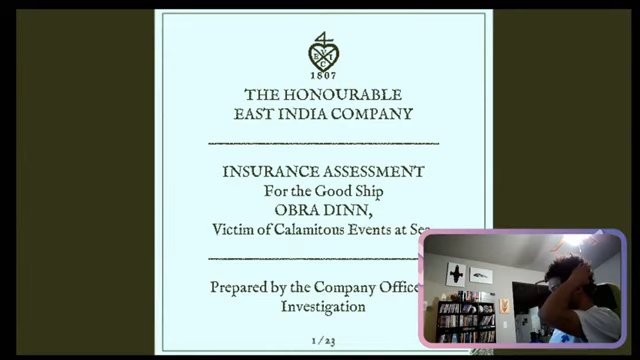 4
V
E I
C
1807
THE HONOURABLE
EAST INDIA COMPANY
INSURANCE ASSESSMENT
For the Good Ship
OBRA DINN,
Victim of Calamitous Events at Sea
Prepared by the Company Office
Investigation
1/23